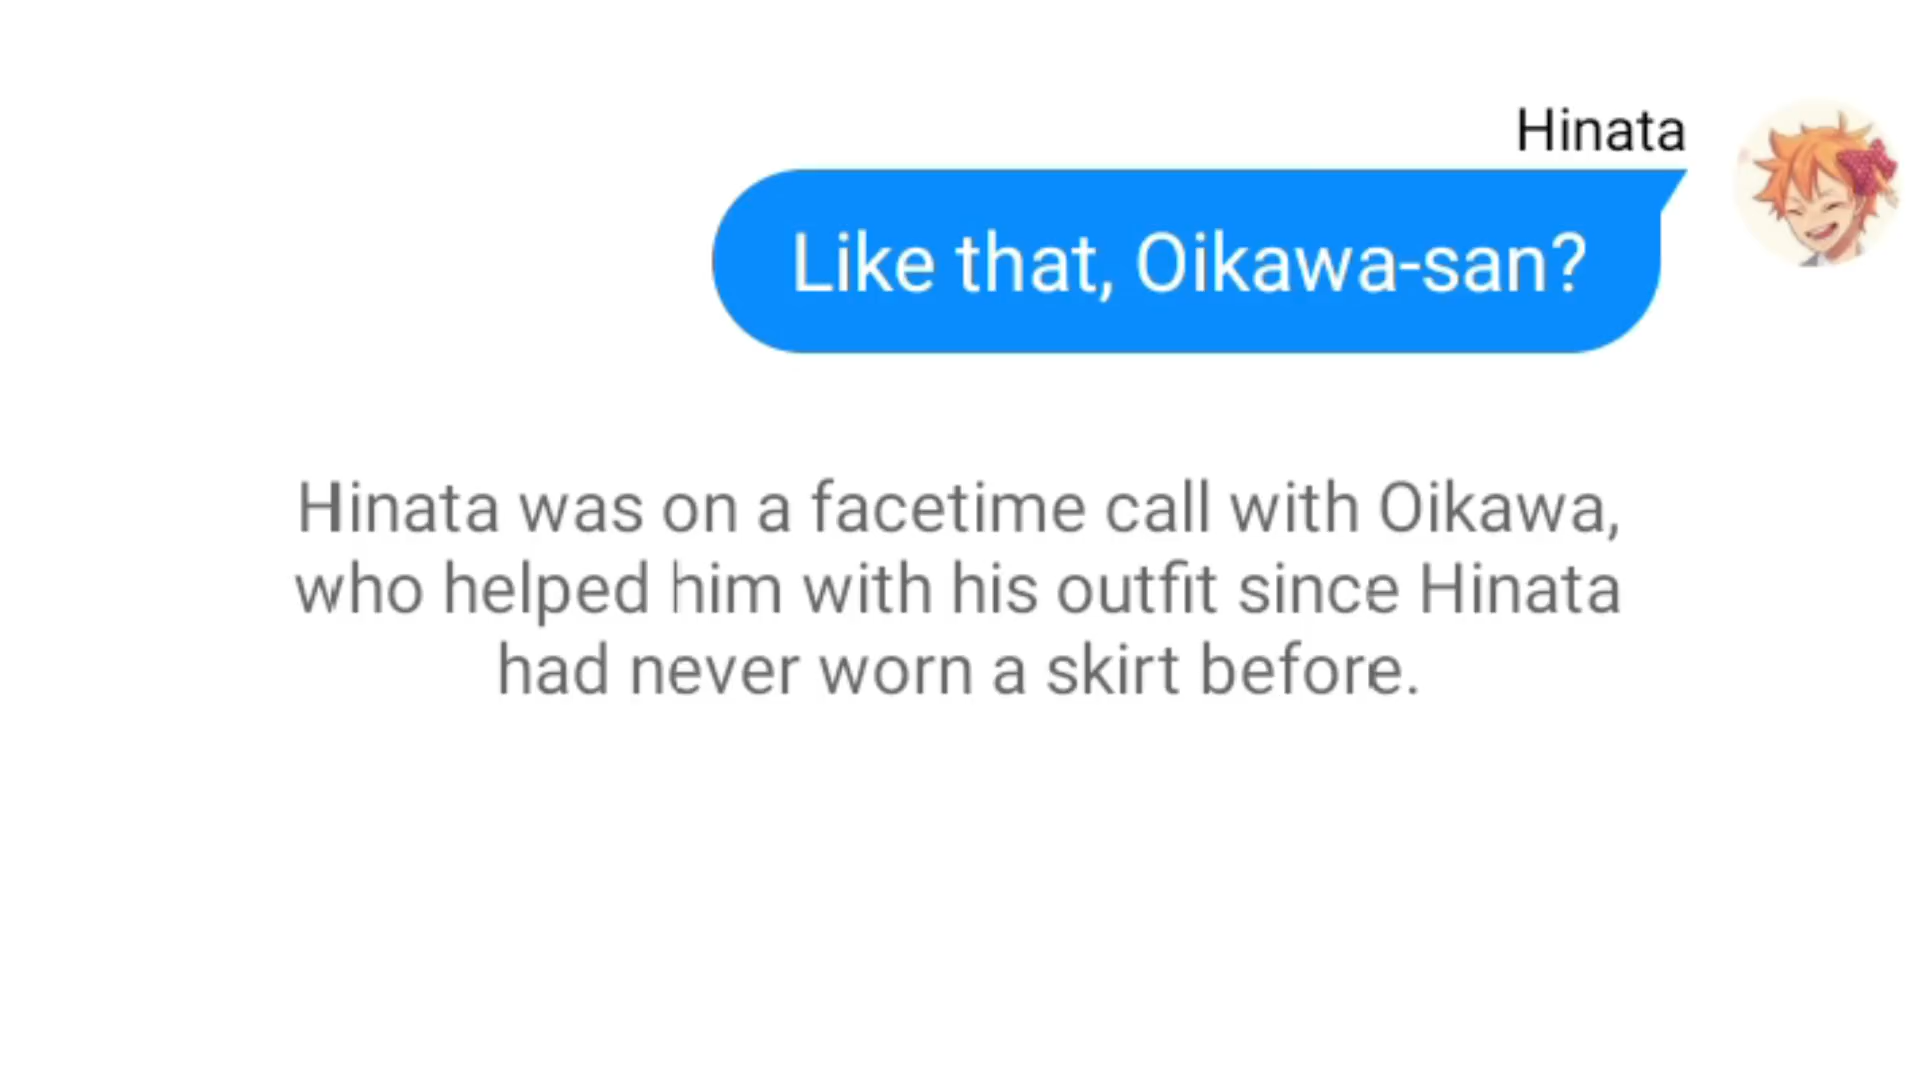 Hinata
Like that, Oikawa-san?
Hinata was on a facetime call with Oikawa,
who helped him with his outfit since Hinata
had never worn a skirt before.